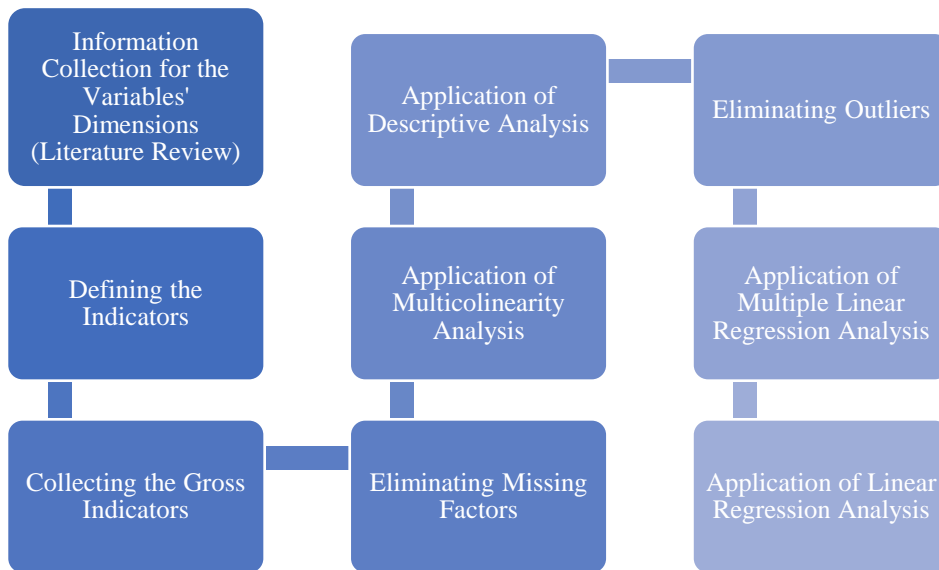 Information
Collection for the
Variables'
Dimensions
(Literature Review)
Defining the
Indicators
Collecting the Gross
Indicators
Eliminating Missing
Factors
Application of
Multicolinearity
Analysis
Application of
Descriptive Analysis
Eliminating Outliers
Application of
Multiple Linear
Regression Analysis
Application of Linear
Regression Analysis